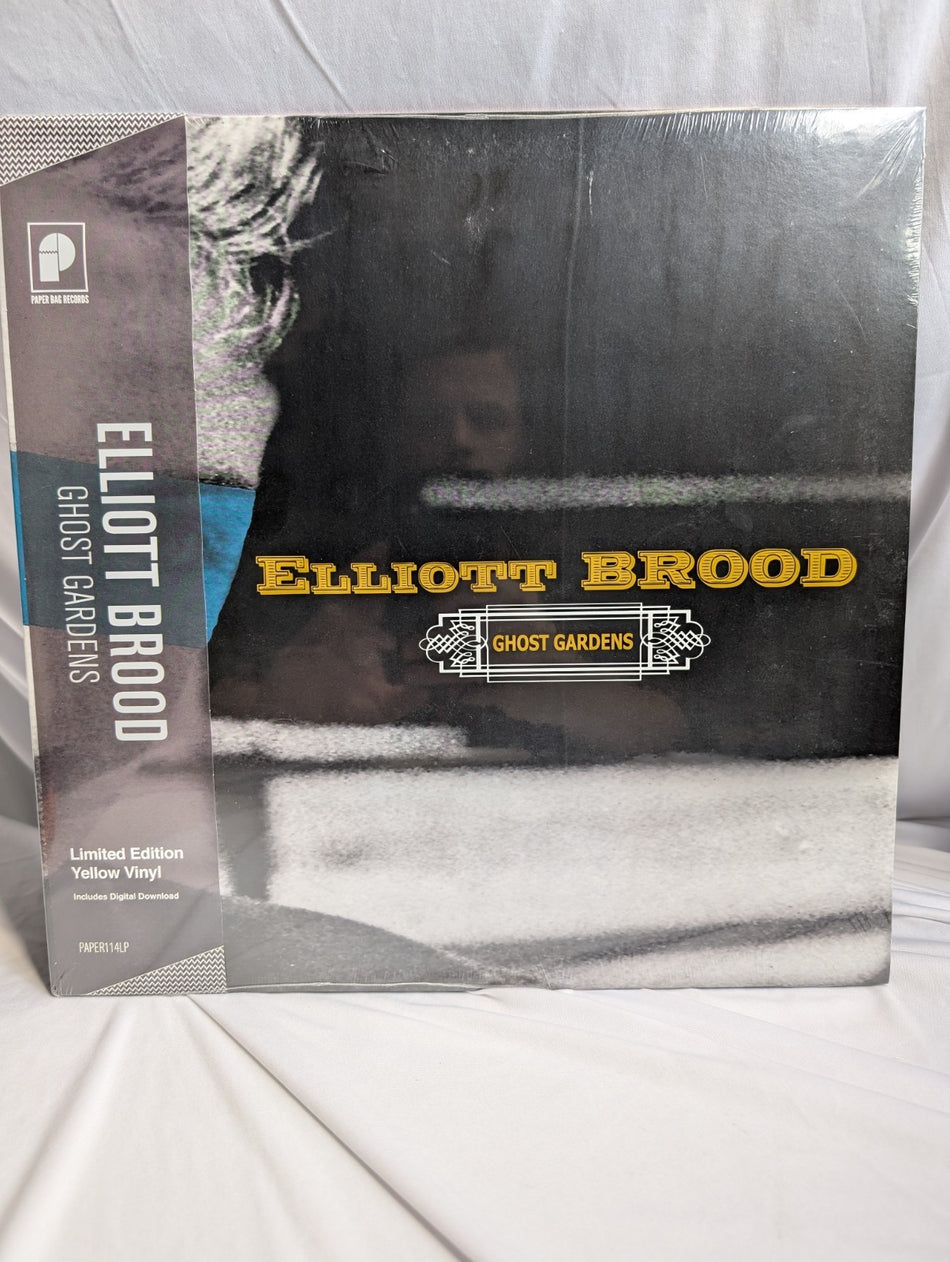 PAPER BAG RECORDS
ELLIOTT BROOD
GHOST GARDENS
Limited Edition
Yellow Vinyl
Includes Digital Download
PAPER114LP
ELLIOTT BROOD
GHOST GARDENS